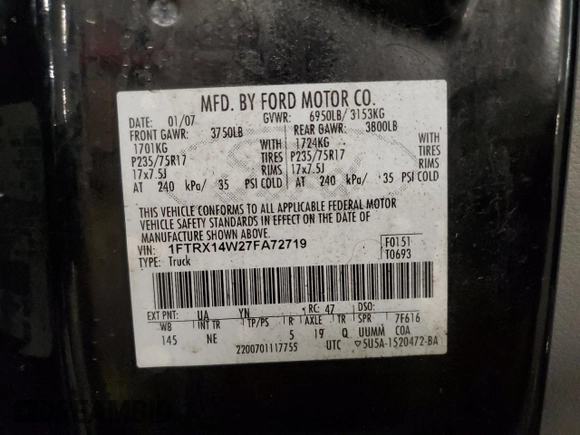 MFD. BY FORD MOTOR CO.
DATE: 01/07 GVWR: 6950LB/ 3153KG
FRONT GAWR: 3750LB REAR GAWR: 3800LB
1701KG WITH 1724KG WITH
P235/75R17 TIRES P235/75R17 TIRES
17x7.5J RIMS 17x7.5J RIMS
AT 240 kPa/ 35 PSI COLD AT 240 kPa/ 35 PSI COLD
THIS VEHICLE CONFORMS TO ALL APPLICABLE FEDERAL MOTOR
VEHICLE SAFETY STANDARDS IN EFFECT ON THE DATE OF
MANUFACTURE SHOWN ABOVE.
VIN: 1FTRX14W27FA72719 F0151
TYPE: Truck T0693
EXT PNT: UA YN RC: 47 DSO:
WB INT TR TP/PS R AXLE TR SPR 7F616
145 NE 5 19 Q UUMM COA
2200701117755 UTC ▽5U5A-1520472-BA